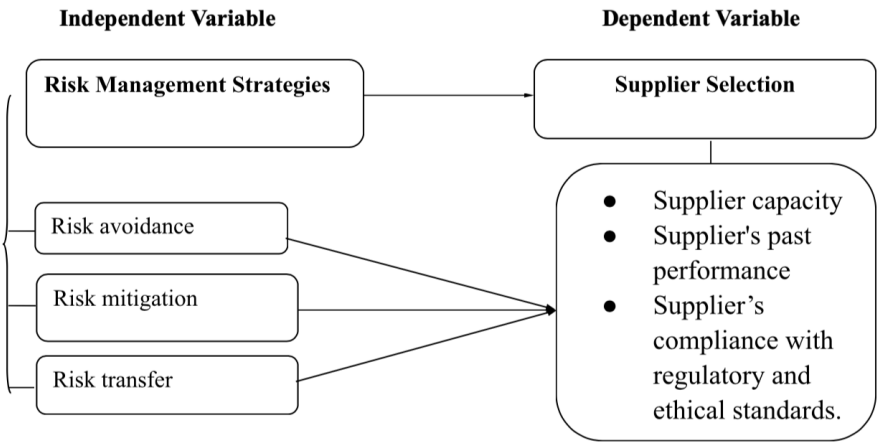 Independent Variable
Dependent Variable
Risk Management Strategies
Supplier Selection
Risk avoidance
Risk mitigation
Risk transfer
● Supplier capacity
● Supplier's past
performance
● Supplier’s
compliance with
regulatory and
ethical standards.